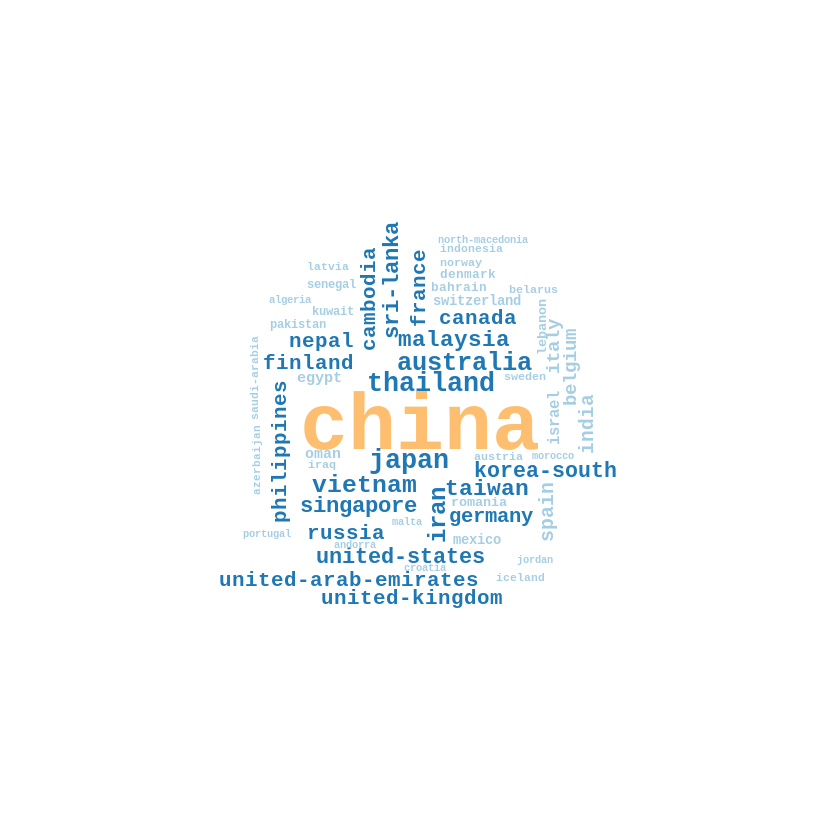 north-macedonia
indonesia
latvia
norway
denmark
senegal
bahrain
belarus
algeria
switzerland
kuwait
canada
pakistan
cambodia
sri-lanka
france
nepal
malaysia
lebanon
italy
finland
australia
belgium
egypt
thailand
sweden
saudi-arabia
china
israel
india
philippines
azerbaijan
oman
japan
austria
morocco
iraq
korea-south
vietnam
taiwan
iran
romania
singapore
germany
spain
malta
portugal
russia
mexico
andorra
united-states
jordan
croatia
united-arab-emirates
iceland
united-kingdom